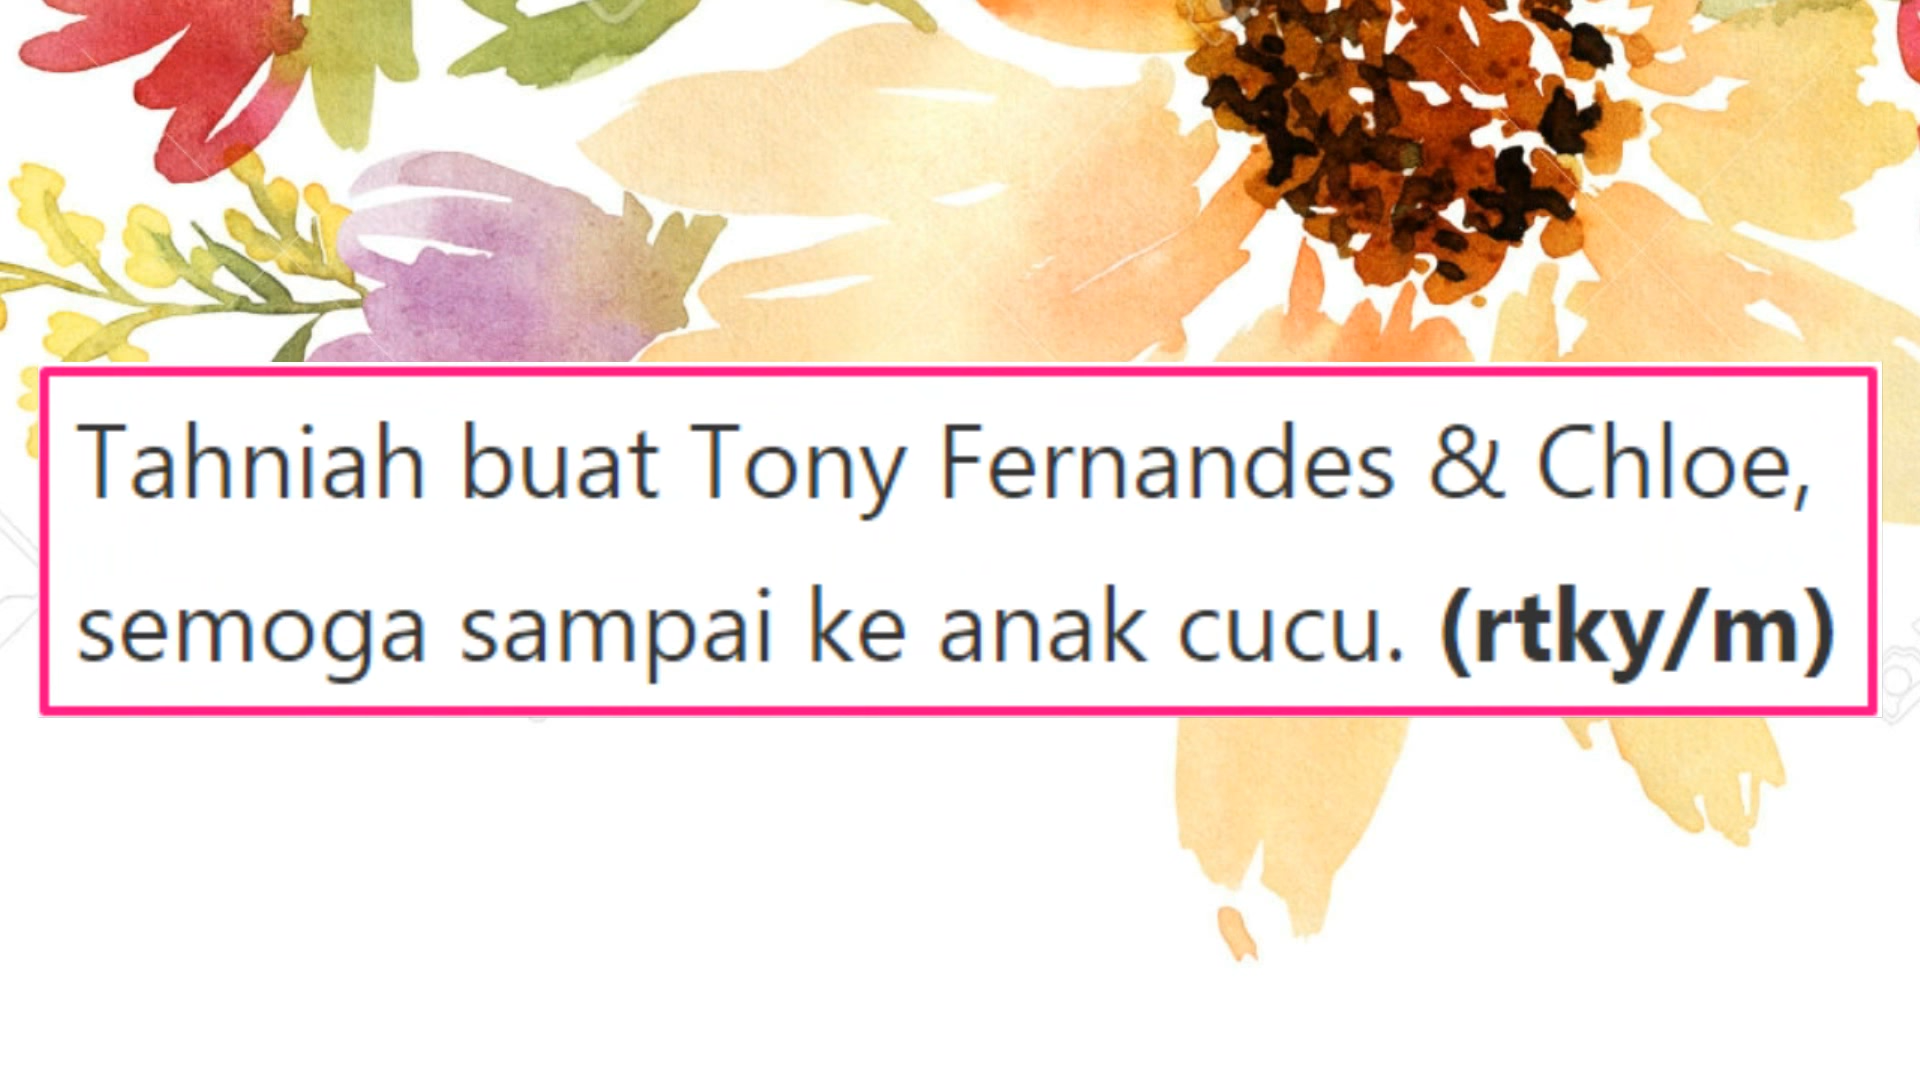 Tahniah buat Tony Fernandes & Chloe,
semoga sampai ke anak cucu. (rtky/m)